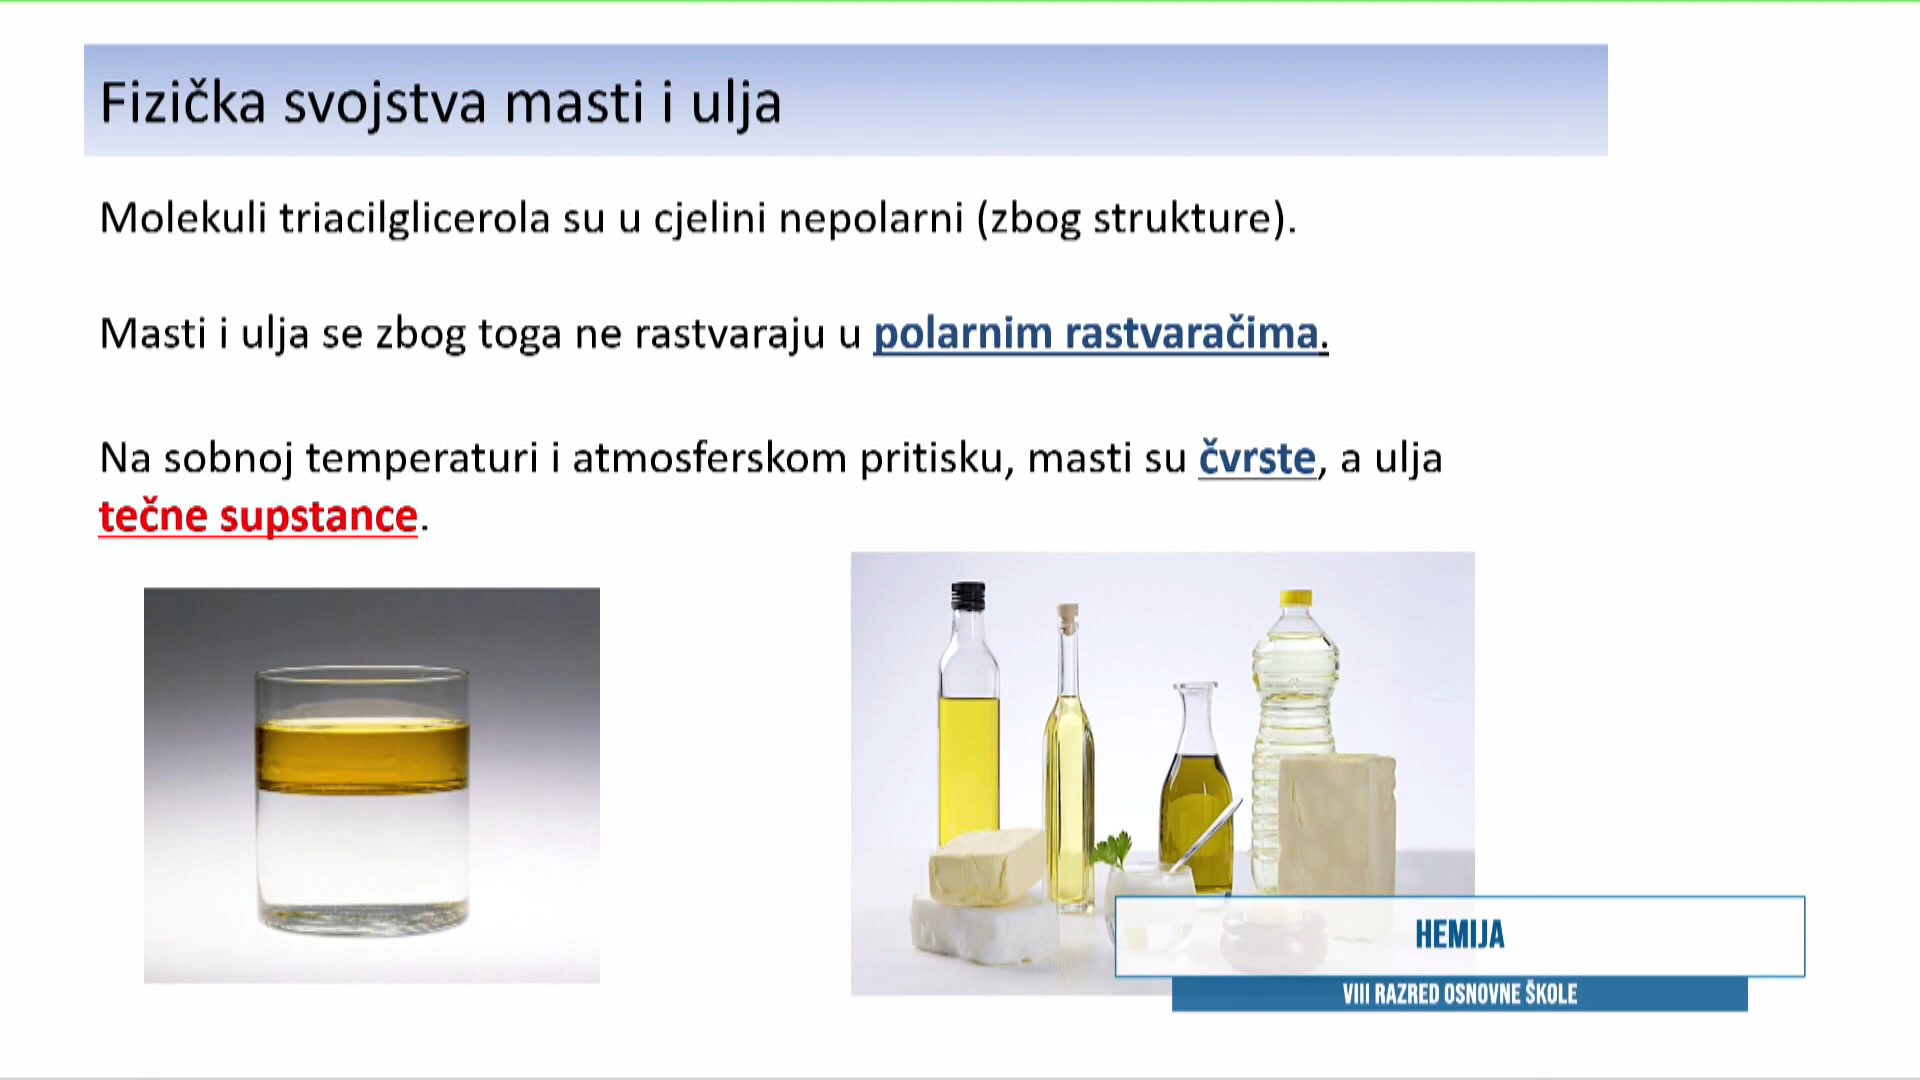 Fizička svojstva masti i ulja
Molekuli triacilglicerola su u cjelini nepolarni (zbog strukture).
Masti i ulja se zbog toga ne rastvaraju u polarnim rastvaračima.
Na sobnoj temperaturi i atmosferskom pritisku, masti su čvrste, a ulja
tečne supstance.
HEMIJA
VIII RAZRED OSNOVNE ŠKOLE